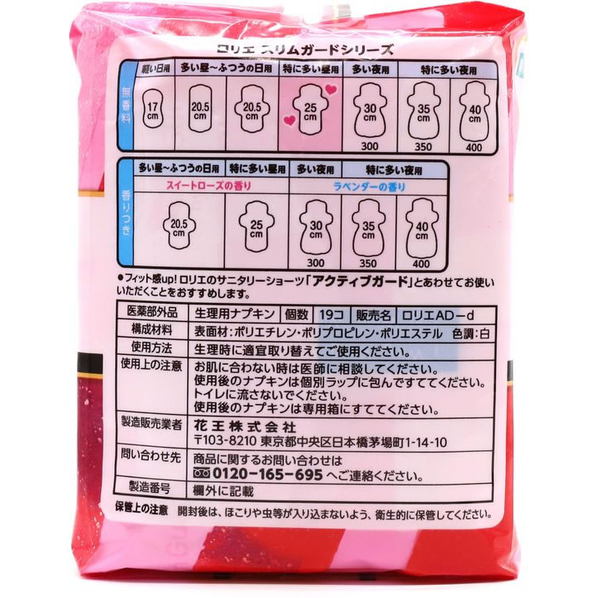 ロリエ スリムガードシリーズ
軽い日用 多い昼〜ふつうの日用 特に多い昼用 多い夜用 特に多い夜用
無香料
17cm 20.5cm 20.5cm 25cm 30cm 35cm 40cm
300 350 400
多い昼〜ふつうの日用 特に多い昼用 多い夜用 特に多い夜用
香りつき
スイートローズの香り ラベンダーの香り
20.5cm 25cm 30cm 35cm 40cm
300 350 400
●フィット感up! ロリエのサニタリーショーツ「アクティブガード」とあわせてお使い
いただくことをおすすめします。
医薬部外品 生理用ナプキン 個数 19コ 販売名 ロリエAD-d
構成材料 表面材:ポリエチレン・ポリプロピレン・ポリエステル 色調:白
使用方法 生理時に適宜取り替えてご使用ください。
使用上の注意 お肌に合わない時は医師に相談してください。
使用後のナプキンは個別ラップに包んですててください。
トイレに流さないでください。
使用後のナプキンは専用箱にすててください。
製造販売業者 花王株式会社
〒103-8210 東京都中央区日本橋茅場町1-14-10
問い合わせ先 商品に関するお問い合わせは
0120-165-695へご連絡ください。
製造番号 欄外に記載
保管上の注意 開封後は、ほこりや虫等が入り込まないよう、衛生的に保管してください。